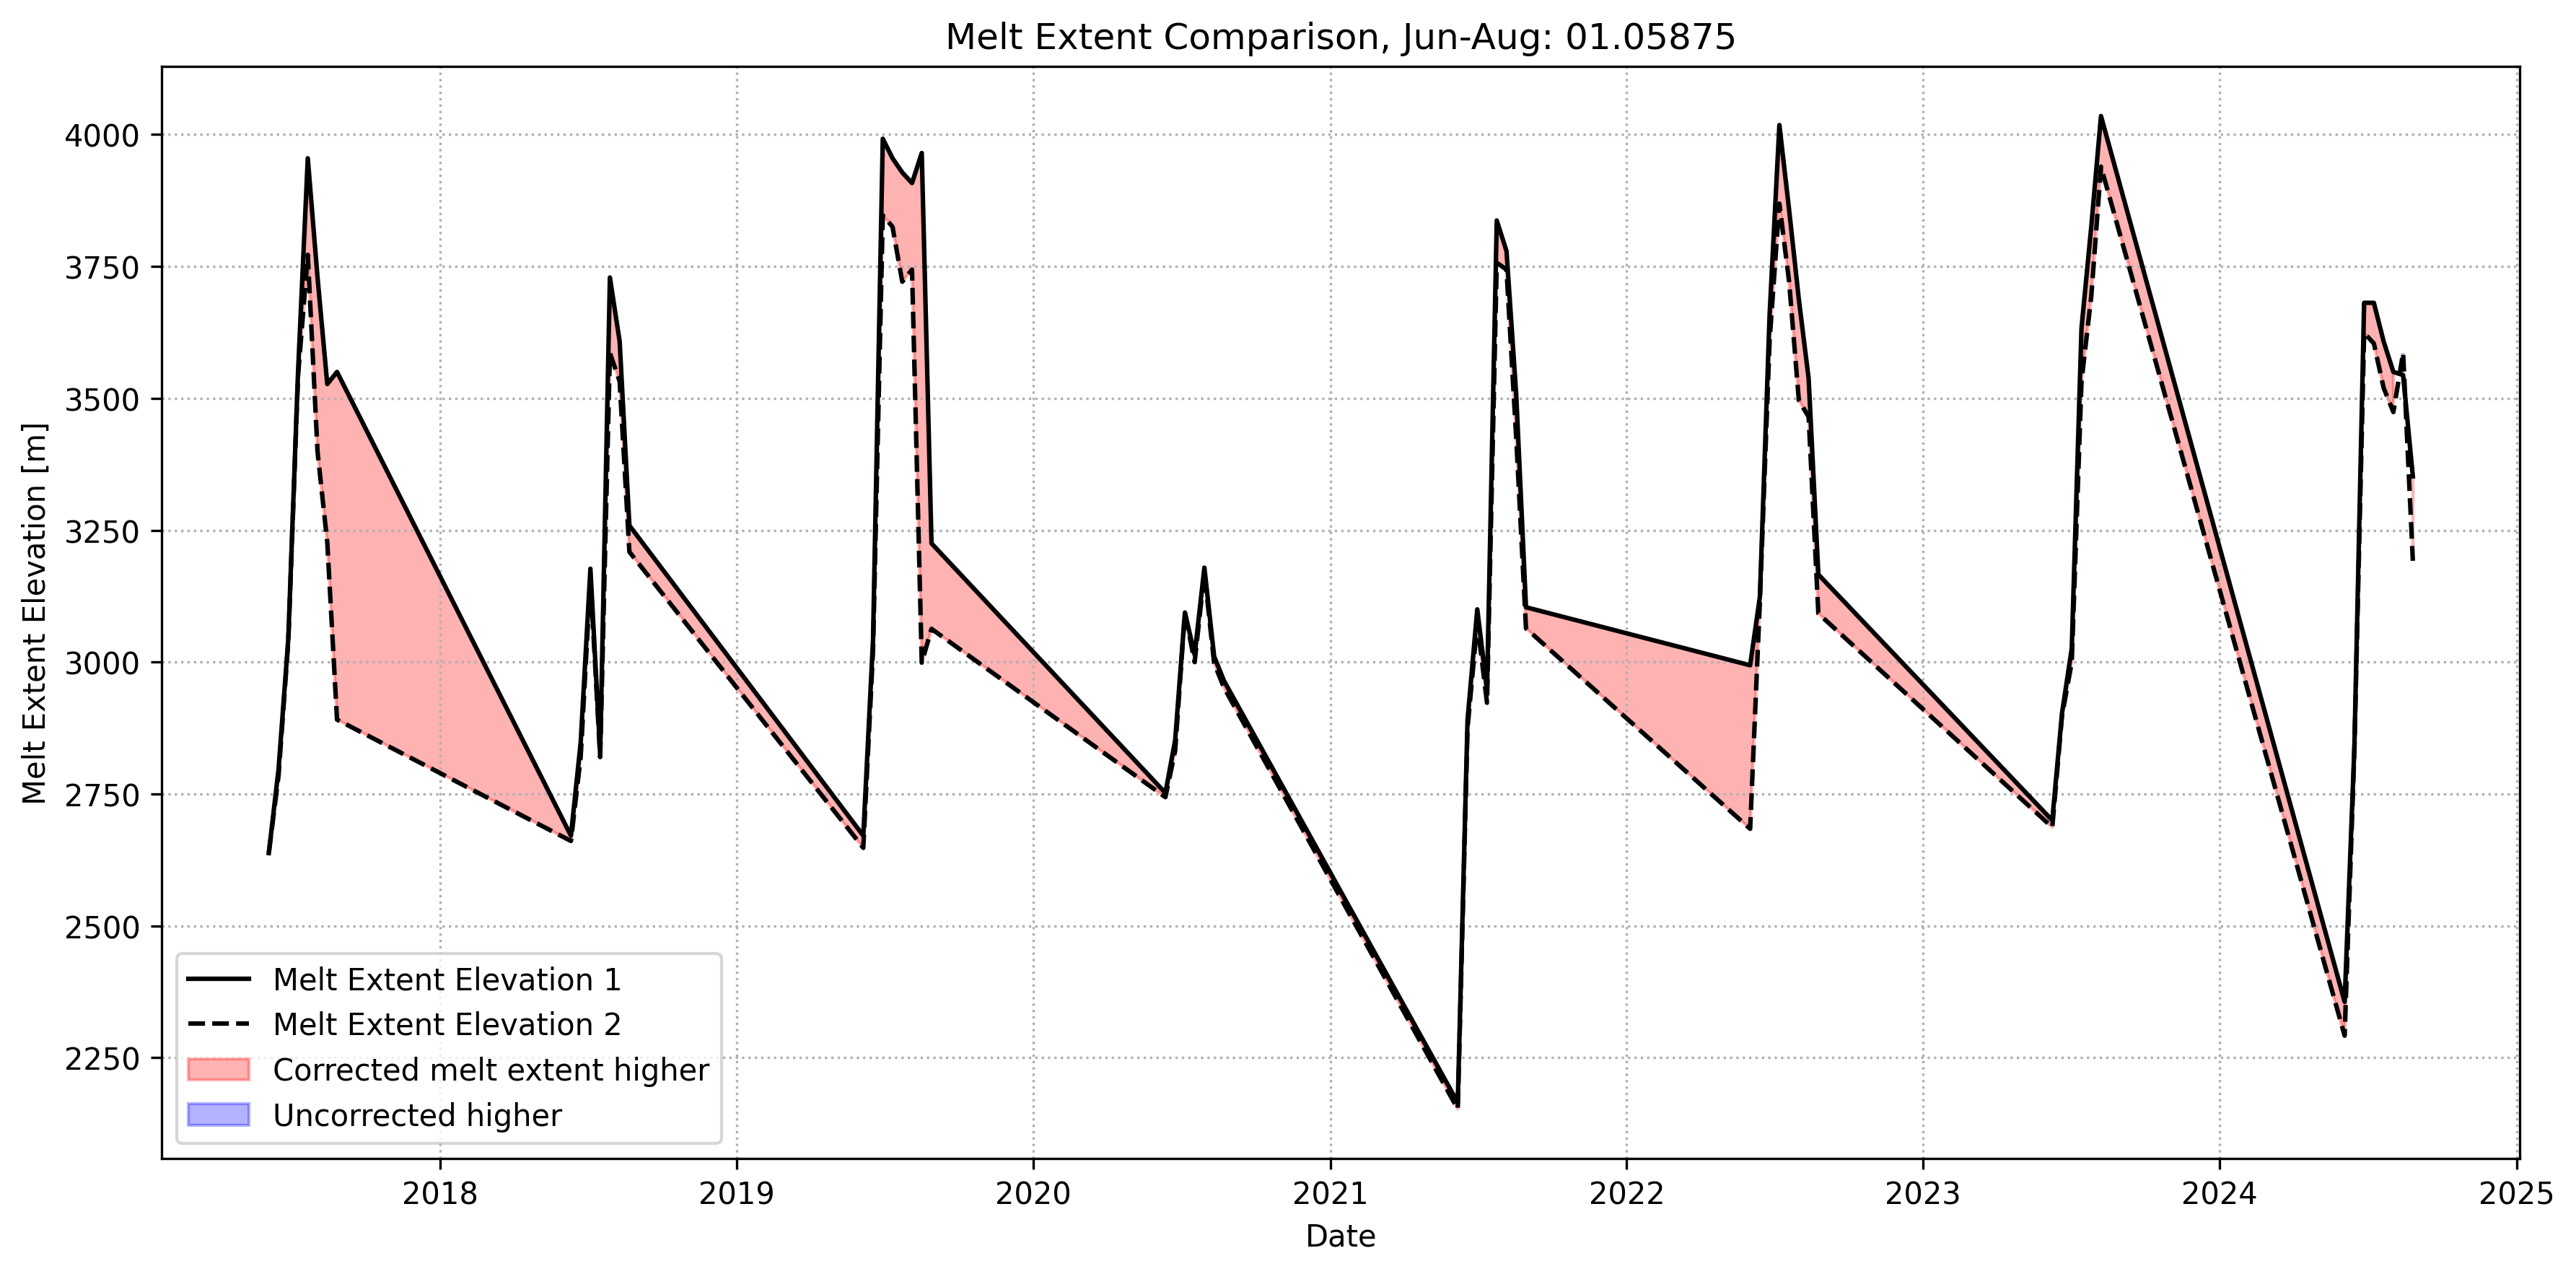 Melt Extent Comparison, Jun-Aug: 01.05875
Melt Extent Elevation [m]
4000
3750
3500
3250
3000
2750
2500
2250
Melt Extent Elevation 1
Melt Extent Elevation 2
Corrected melt extent higher
Uncorrected higher
2018 2019 2020 2021 2022 2023 2024 2025
Date